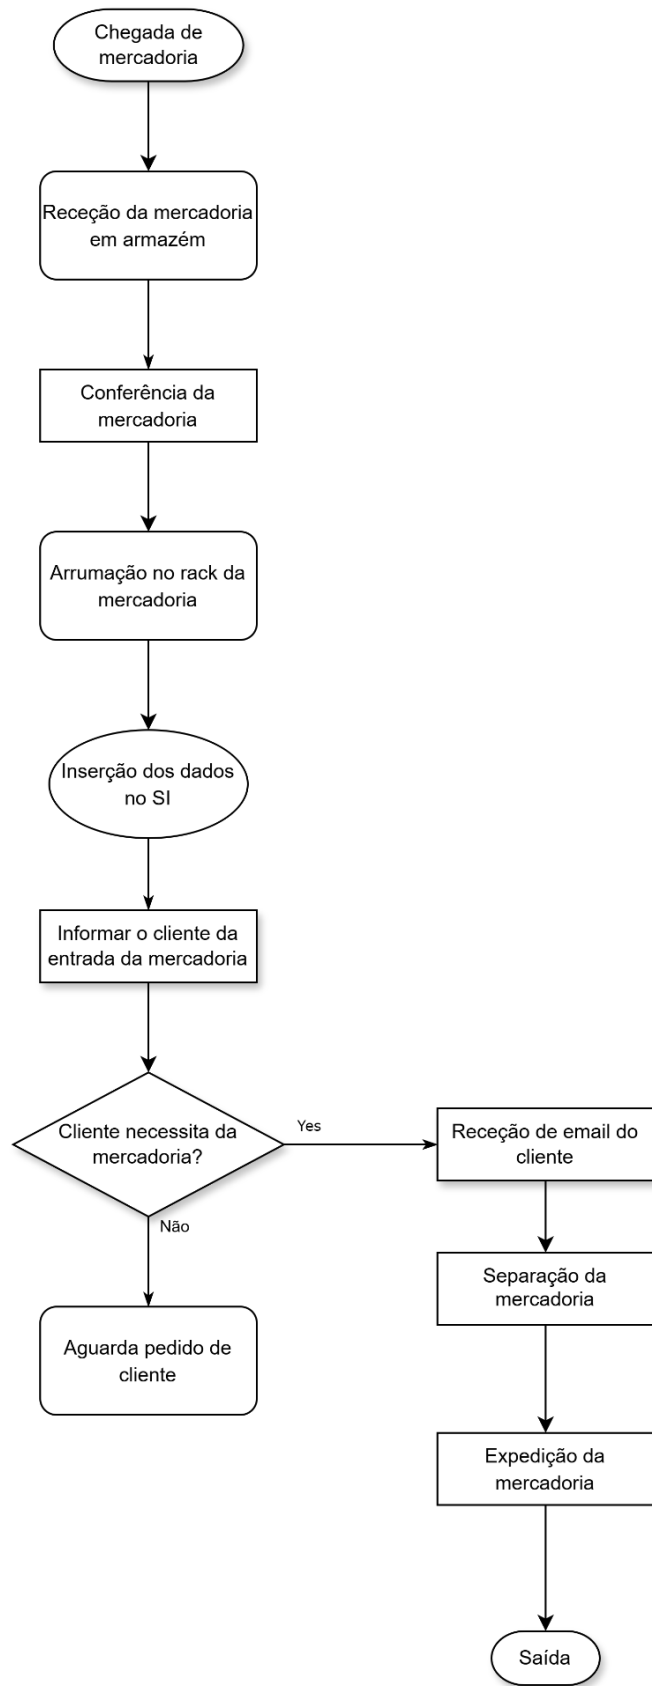 Chegada de
mercadoria
Receção da mercadoria
em armazém
Conferência da
mercadoria
Arrumação no rack da
mercadoria
Inserção dos dados
no SI
Informar o cliente da
entrada da mercadoria
Cliente necessita da
mercadoria?
Yes
Receção de email do
cliente
Não
Separação da
mercadoria
Aguarda pedido de
cliente
Expedição da
mercadoria
Saída